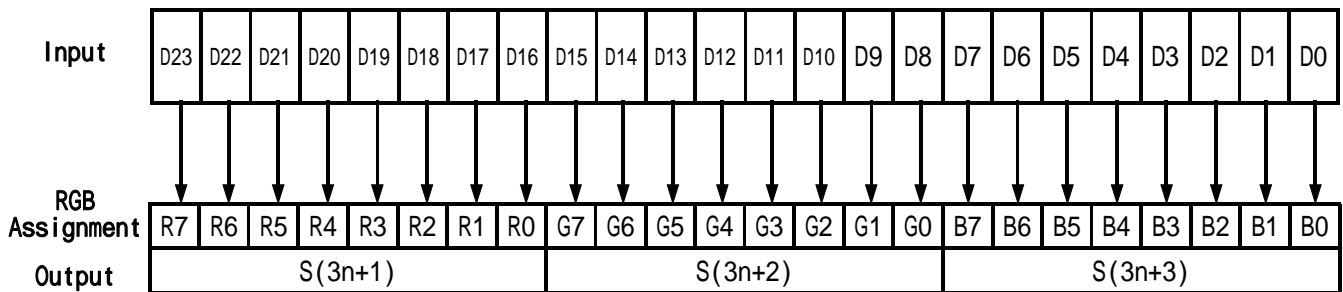 Input D23 D22 D21 D20 D19 D18 D17 D16 D15 D14 D13 D12 D11 D10 D9 D8 D7 D6 D5 D4 D3 D2 D1 D0
RGB
Assignment R7 R6 R5 R4 R3 R2 R1 R0 G7 G6 G5 G4 G3 G2 G1 G0 B7 B6 B5 B4 B3 B2 B1 B0
Output S(3n+1) S(3n+2) S(3n+3)